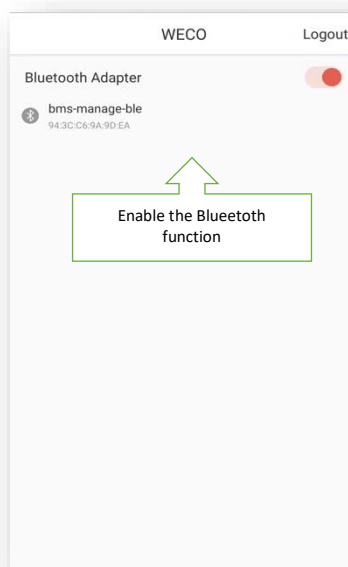 WECO Logout
Bluetooth Adapter
bms-manage-ble
94:3C:C6:9A:9D:EA
Enable the Blueetoth
function